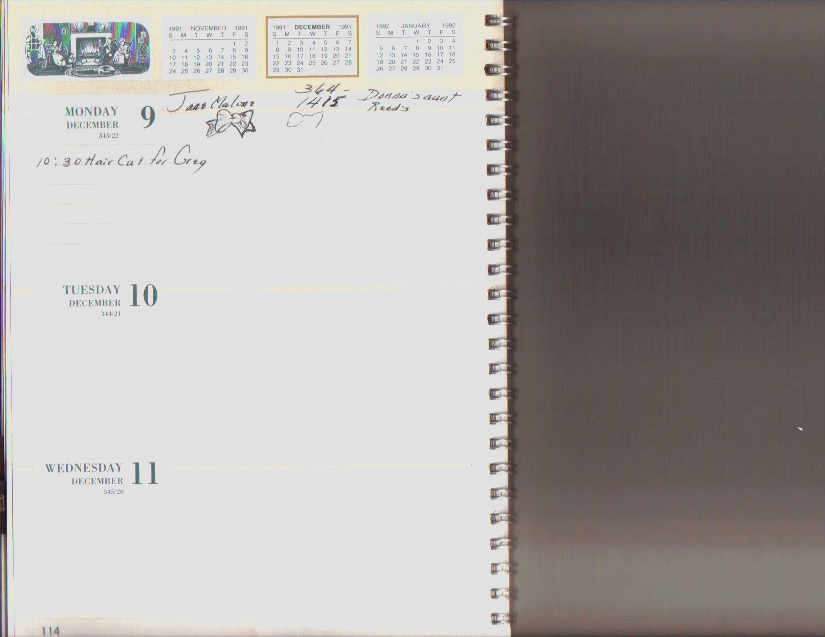 1991 NOVEMBER 1991
S M T W T F S
1 2
3 4 5 6 7 8 9
10 11 12 13 14 15 16
17 18 19 20 21 22 23
24 25 26 27 28 29 30
1991 DECEMBER 1991
S M T W T F S
1 2 3 4 5 6 7
8 9 10 11 12 13 14
15 16 17 18 19 20 21
22 23 24 25 26 27 28
29 30 31
1992 JANUARY 1992
S M T W T F S
1 2 3 4
5 6 7 8 9 10 11
12 13 14 15 16 17 18
19 20 21 22 23 24 25
26 27 28 29 30 31
Jane Malone 364- Donna's aunt
1415 Reed's
MONDAY 9
DECEMBER
343/22
10:30 Hair Cut for Greg
TUESDAY 10
DECEMBER
344/21
WEDNESDAY 11
DECEMBER
345/20
114